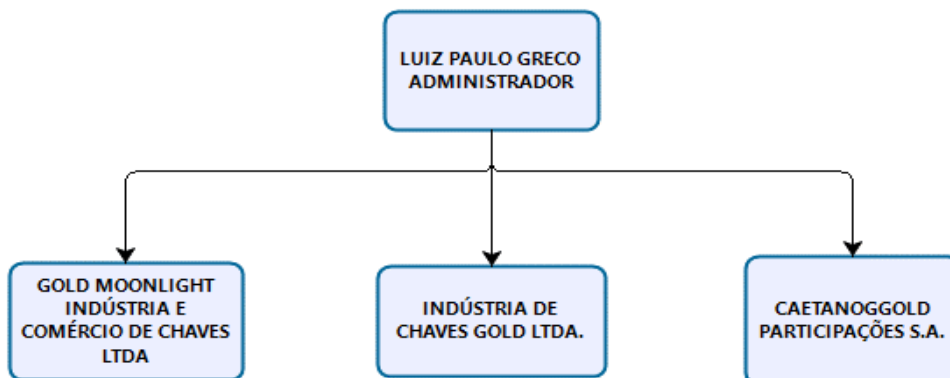 LUIZ PAULO GRECO
ADMINISTRADOR
GOLD MOONLIGHT
INDÚSTRIA E
COMÉRCIO DE CHAVES
LTDA
INDÚSTRIA DE
CHAVES GOLD LTDA.
CAETANOGGOLD
PARTICIPAÇÕES S.A.